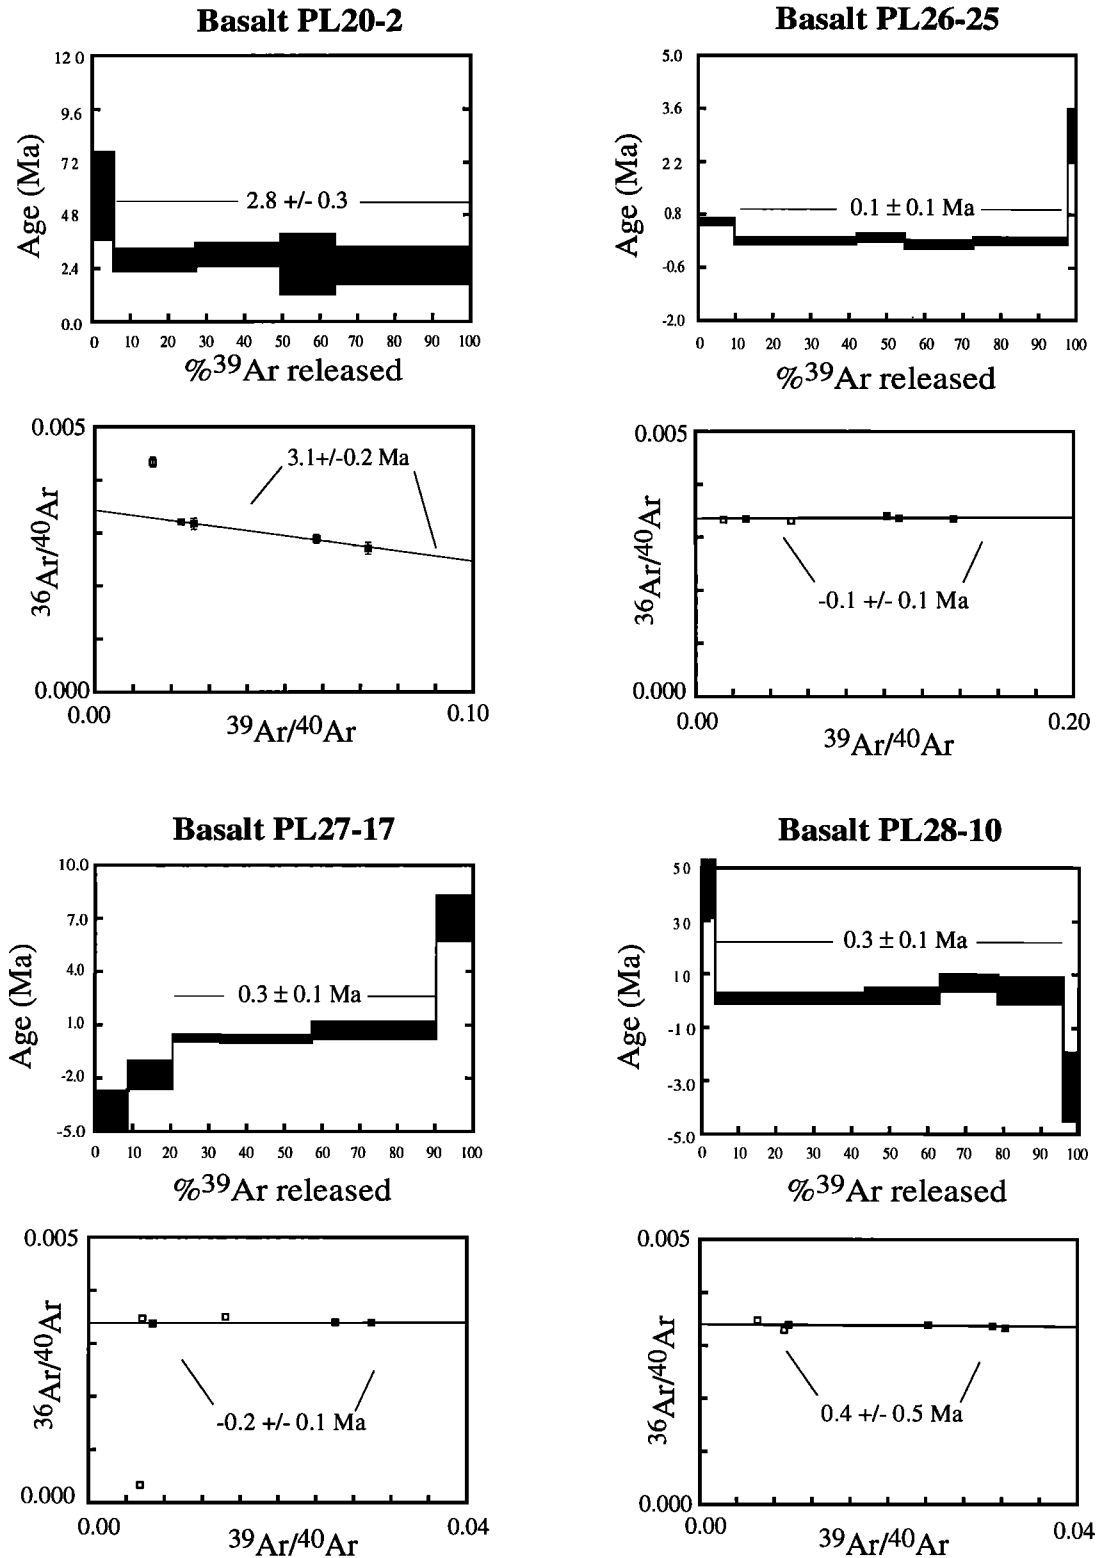 Basalt PL20-2
12 0
9.6
72
48
2.4
0.0
Age (Ma)
2.8 +/- 0.3
0 10 20 30 40 50 60 70 80 90 100
%39Ar released
0.005
0.000
36Ar/40Ar
3.1+/-0.2 Ma
0.00 0.10
39Ar/40Ar
Basalt PL26-25
5.0
3.6
2 2
0.8
-0.6
-2.0
Age (Ma)
0.1 ± 0.1 Ma
0 10 20 30 40 50 60 70 80 90 100
%39Ar released
0.005
0.000
36Ar/40Ar
-0.1 +/- 0.1 Ma
0.00 0.20
39Ar/40Ar
Basalt PL27-17
10.0
7.0
4.0
1.0
-2.0
-5.0
Age (Ma)
0.3 ± 0.1 Ma
0 10 20 30 40 50 60 70 80 90 100
%39Ar released
0.005
0.000
36Ar/40Ar
-0.2 +/- 0.1 Ma
0.00 0.04
39Ar/40Ar
Basalt PL28-10
5 0
3 0
1 0
-1 0
-3.0
-5.0
Age (Ma)
0.3 ± 0.1 Ma
0 10 20 30 40 50 60 70 80 90 100
%39Ar released
0.005
0.000
36Ar/40Ar
0.4 +/- 0.5 Ma
0.00 0.04
39Ar/40Ar